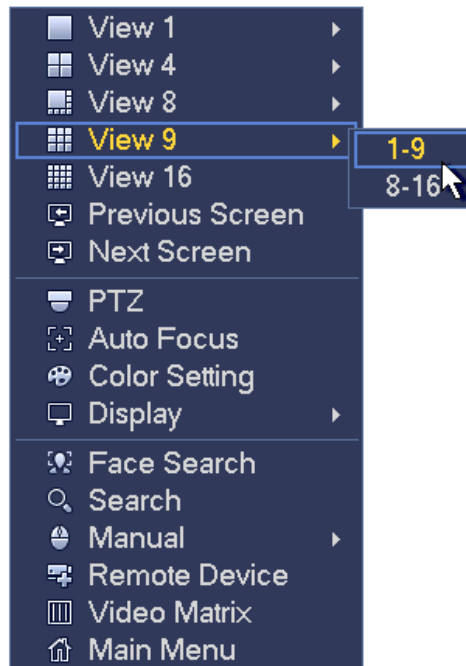 View 1
View 4
View 8
View 9
1-9
View 16
8-16
Previous Screen
Next Screen
PTZ
Auto Focus
Color Setting
Display
Face Search
Search
Manual
Remote Device
Video Matrix
Main Menu